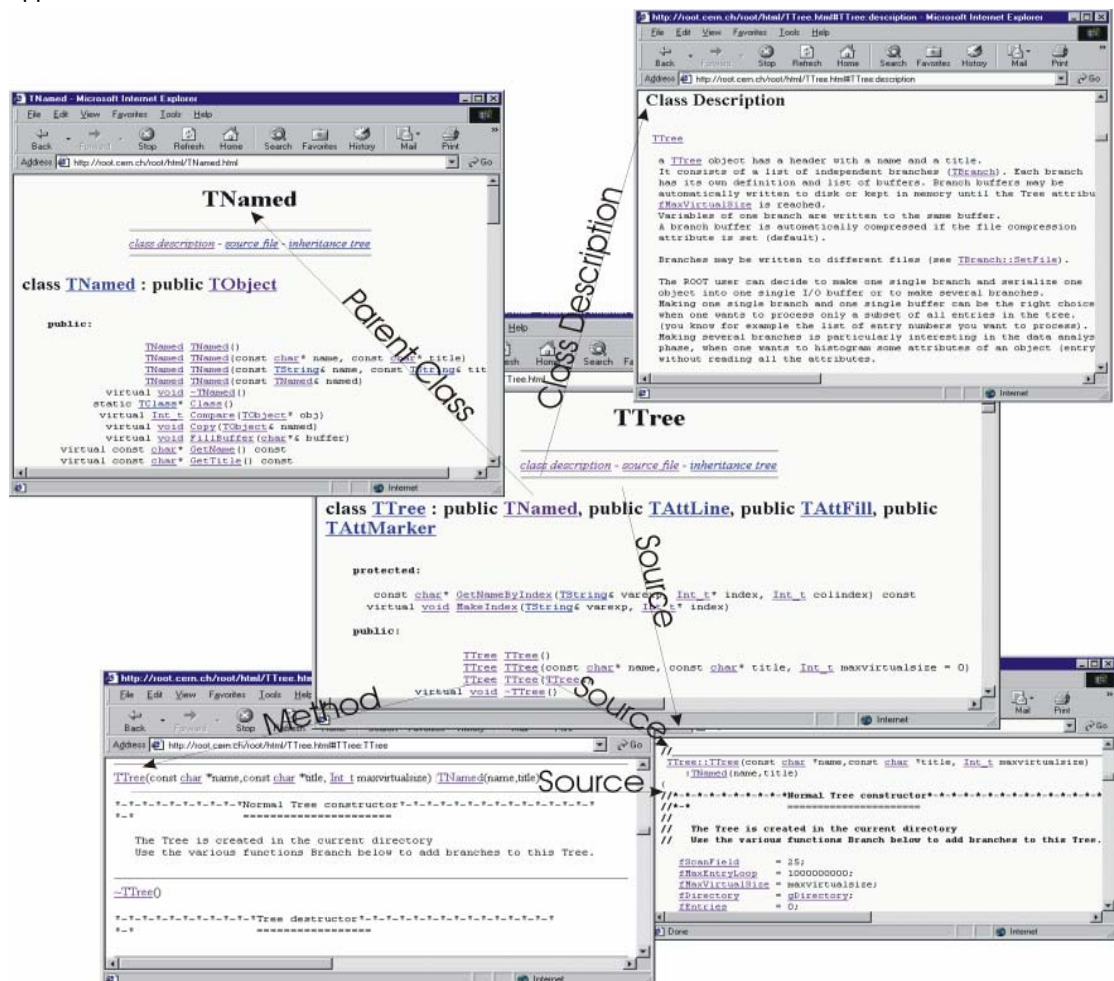 http://root.cern.ch/root/html/TTree.html#TTree:description - Microsoft Internet Explorer
File Edit View Favorites Tools Help
Back Forward Stop Refresh Home Search Favorites History Mail Print
Address http://root.cern.ch/root/html/TTree.html#TTree:description Go
Class Description
TTree
a TTree object has a header with a name and a title.
It consists of a list of independent branches (TBranch). Each branch
has its own definition and list of buffers. Branch buffers may be
automatically written to disk or kept in memory until the Tree attribu
fMaxVirtualSize is reached.
Variables of one branch are written to the same buffer.
A branch buffer is automatically compressed if the file compression
attribute is set (default).
Branches may be written to different files (see TBranch::SetFile).
The ROOT user can decide to make one single branch and serialize one
object into one single I/O buffer or to make several branches.
Making one single branch and one single buffer can be the right choice
when one wants to process only a subset of all entries in the tree.
(you know for example the list of entry numbers you want to process).
Making several branches is particularly interesting in the data analys
phase, when one wants to histogram some attributes of an object (entry
without reading all the attributes.
Internet
TNamed - Microsoft Internet Explorer
File Edit View Favorites Tools Help
Back Forward Stop Refresh Home Search Favorites History Mail Print
Address http://root.cern.ch/root/html/TNamed.html Go
TNamed
class description - source file - inheritance tree
class TNamed : public TObject
public:
TNamed TNamed()
TNamed TNamed(const char* name, const char* title)
TNamed TNamed(const TString& name, const TString& tit
TNamed TNamed(const TNamed& named)
virtual void ~TNamed()
static TClass* Class()
virtual Int_t Compare(TObject* obj)
virtual void Copy(TObject& named)
virtual void FillBuffer(char*& buffer)
virtual const char* GetName() const
virtual const char* GetTitle() const
Internet
Parent Class
Class Description
Help
Home Search
Tree.html
TTree
class description - source file - inheritance tree
class TTree : public TNamed, public TAttLine, public TAttFill, public
TAttMarker
Source
protected:
const char* GetNameByIndex(TString& varexp, Int_t* index, Int_t colindex) const
virtual void MakeIndex(TString& varexp, Int_t* index)
public:
TTree TTree()
TTree TTree(const char* name, const char* title, Int_t maxvirtualsize = 0)
TTree TTree(TTree
virtual void ~TTree()
Internet
Method
Source
Source
http://root.cern.ch/root/html/TTree.htm
File Edit View Favorites Tools Help
Back Forward Stop Refresh Home Search Favorites History Mail Print
Address http://root.cern.ch/root/html/TTree.html#TTree:TTree Go
TTree(const char *name,const char *title, Int_t maxvirtualsize) :TNamed(name,title)
*-*-*-*-*-*-*-*-*-*-*Normal Tree constructor*-*-*-*-*-*-*-*-*-*-*-*-*-*-*
*-* ======================
The Tree is created in the current directory
Use the various functions Branch below to add branches to this Tree.
~TTree()
*-*-*-*-*-*-*-*-*-*-*Tree destructor*-*-*-*-*-*-*-*-*-*-*-*-*-*
*-* =================
Internet
Mail Print
Go
//
TTree::TTree(const char *name,const char *title, Int_t maxvirtualsize)
:TNamed(name,title)
{
//*-*-*-*-*-*-*-*-*-*-*Normal Tree constructor*-*-*-*-*-*-*-*-*-*-*-*-*-*
//*-* ======================
//
// The Tree is created in the current directory
// Use the various functions Branch below to add branches to this Tree.
fScanField = 25;
fMaxEntryLoop = 1000000000;
fMaxVirtualSize = maxvirtualsize;
fDirectory = gDirectory;
fEntries = 0;
Done Internet